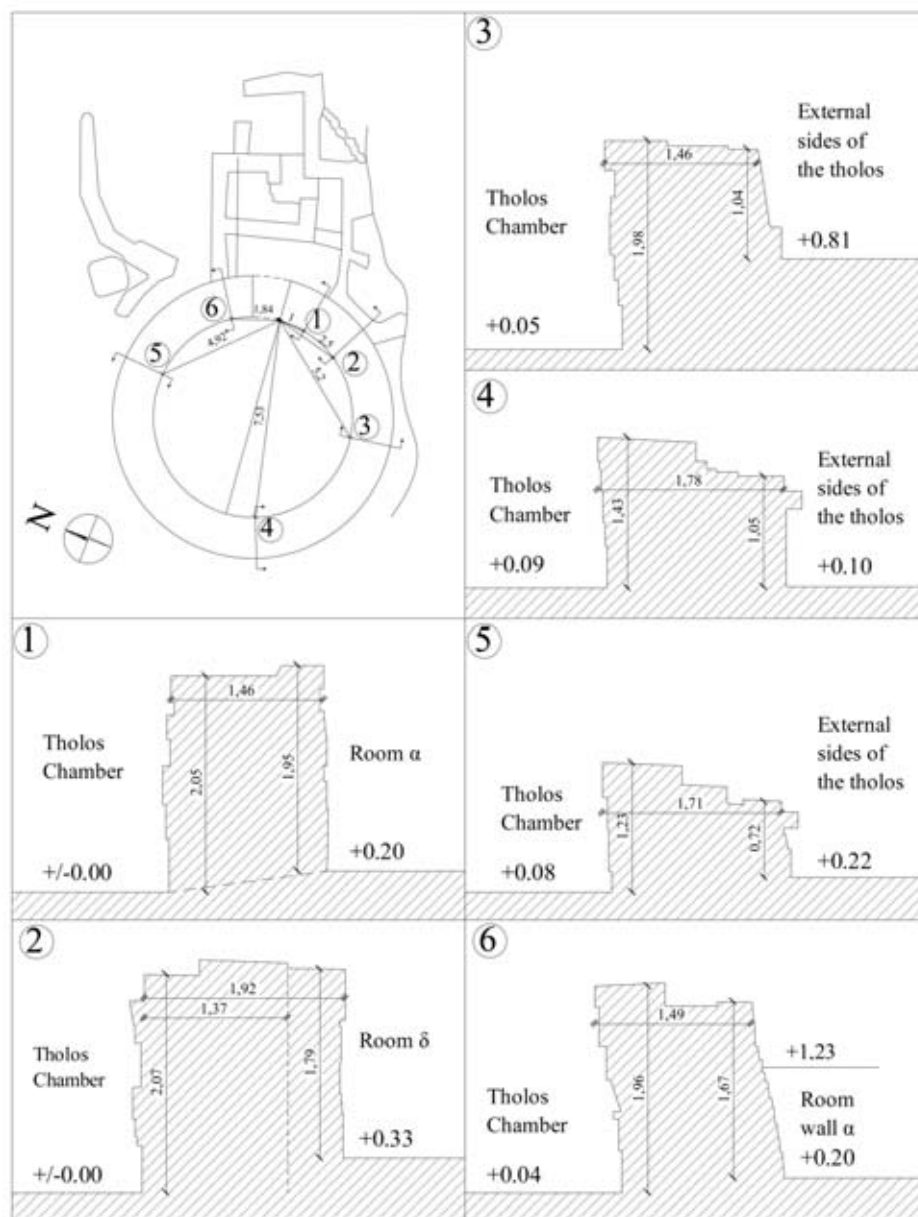 6
1,84
1
1
2,5
2
5
4,92
5,2
7,53
3
4
N
3
External
sides of
the tholos
1,46
1,04
Tholos
Chamber
1,98
+0.81
+0.05
4
Tholos
Chamber
1,78
1,43
1,05
External
sides of
the tholos
+0.09
+0.10
1
1,46
Tholos
Chamber
2,05
1,95
Room α
+/-0.00
+0.20
5
External
sides of
the tholos
Tholos
Chamber
1,71
1,23
0,72
+0.08
+0.22
2
1,92
1,37
Tholos
Chamber
2,07
1,79
Room δ
+0.33
+/-0.00
6
1,49
+1,23
Tholos
Chamber
1,96
1,67
Room
wall α
+0.04
+0.20